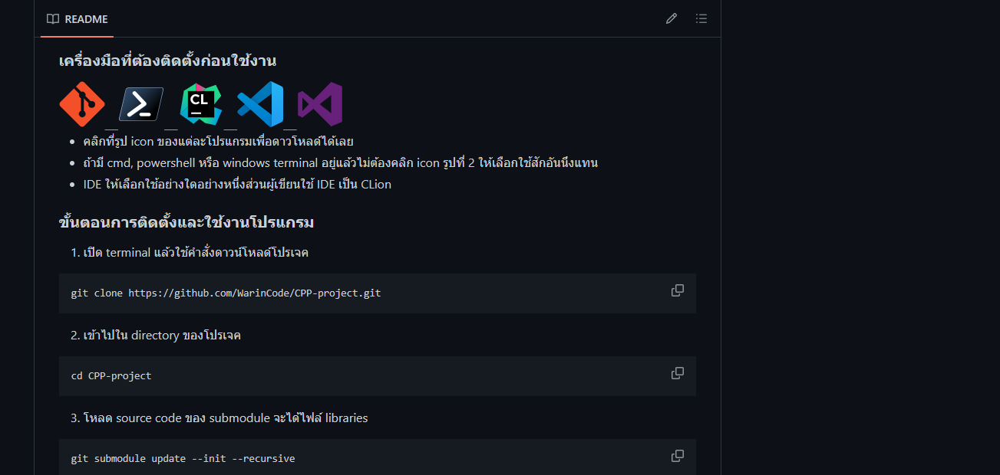 README
เครื่องมือที่ต้องติดตั้งก่อนใช้งาน
CL
คลิกที่รูป icon ของแต่ละโปรแกรมเพื่อดาวโหลดได้เลย
ถ้ามี cmd, powershell หรือ windows terminal อยู่แล้วไม่ต้องคลิก icon รูปที่ 2 ให้เลือกใช้สักอันนึงแทน
IDE ให้เลือกใช้อย่างใดอย่างหนึ่งส่วนผู้เขียนใช้ IDE เป็น CLion
ขั้นตอนการติดตั้งและใช้งานโปรแกรม
1. เปิด terminal แล้วใช้คำสั่งดาวน์โหลดโปรเจค
git clone https://github.com/WarinCode/CPP-project.git
2. เข้าไปใน directory ของโปรเจค
cd CPP-project
3. โหลด source code ของ submodule จะได้ไฟล์ libraries
git submodule update --init --recursive